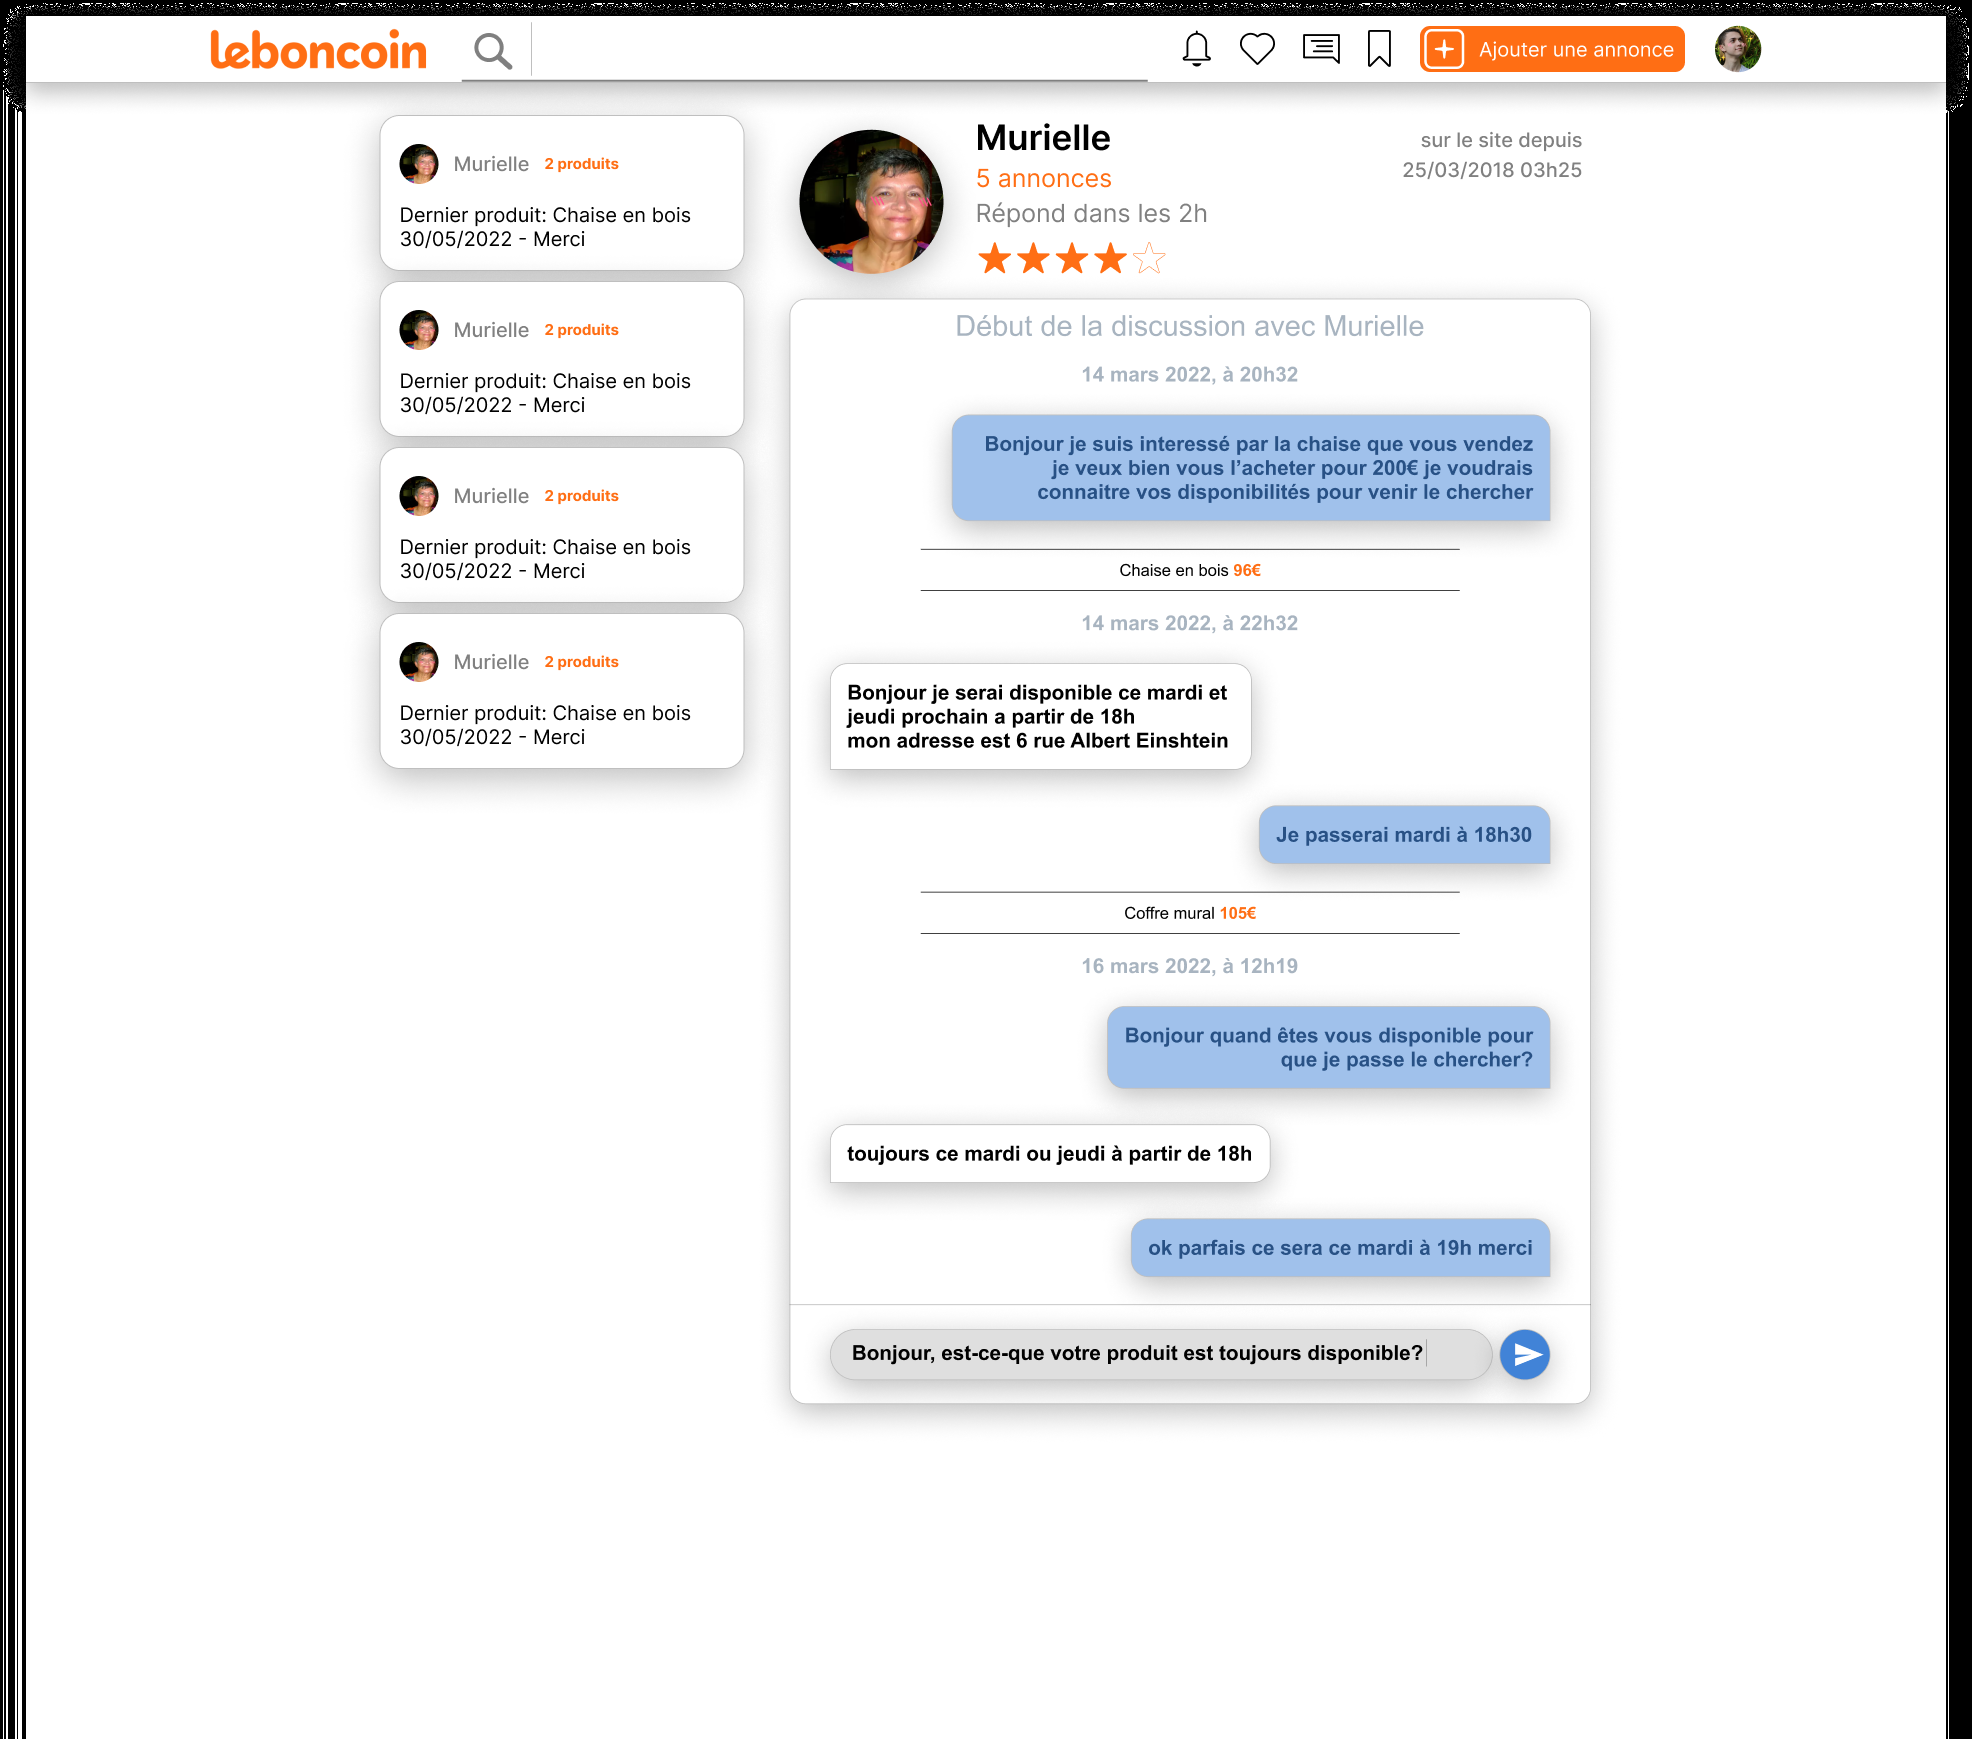 leboncoin
Ajouter une annonce
Murielle 2 produits
Dernier produit: Chaise en bois
30/05/2022 - Merci
Murielle 2 produits
Dernier produit: Chaise en bois
30/05/2022 - Merci
Murielle 2 produits
Dernier produit: Chaise en bois
30/05/2022 - Merci
Murielle 2 produits
Dernier produit: Chaise en bois
30/05/2022 - Merci
Murielle
5 annonces
Répond dans les 2h
sur le site depuis
25/03/2018 03h25
Début de la discussion avec Murielle
14 mars 2022, à 20h32
Bonjour je suis interessé par la chaise que vous vendez
je veux bien vous l’acheter pour 200€ je voudrais
connaitre vos disponibilités pour venir le chercher
Chaise en bois 96€
14 mars 2022, à 22h32
Bonjour je serai disponible ce mardi et
jeudi prochain a partir de 18h
mon adresse est 6 rue Albert Einshtein
Je passerai mardi à 18h30
Coffre mural 105€
16 mars 2022, à 12h19
Bonjour quand êtes vous disponible pour
que je passe le chercher?
toujours ce mardi ou jeudi à partir de 18h
ok parfais ce sera ce mardi à 19h merci
Bonjour, est-ce-que votre produit est toujours disponible?